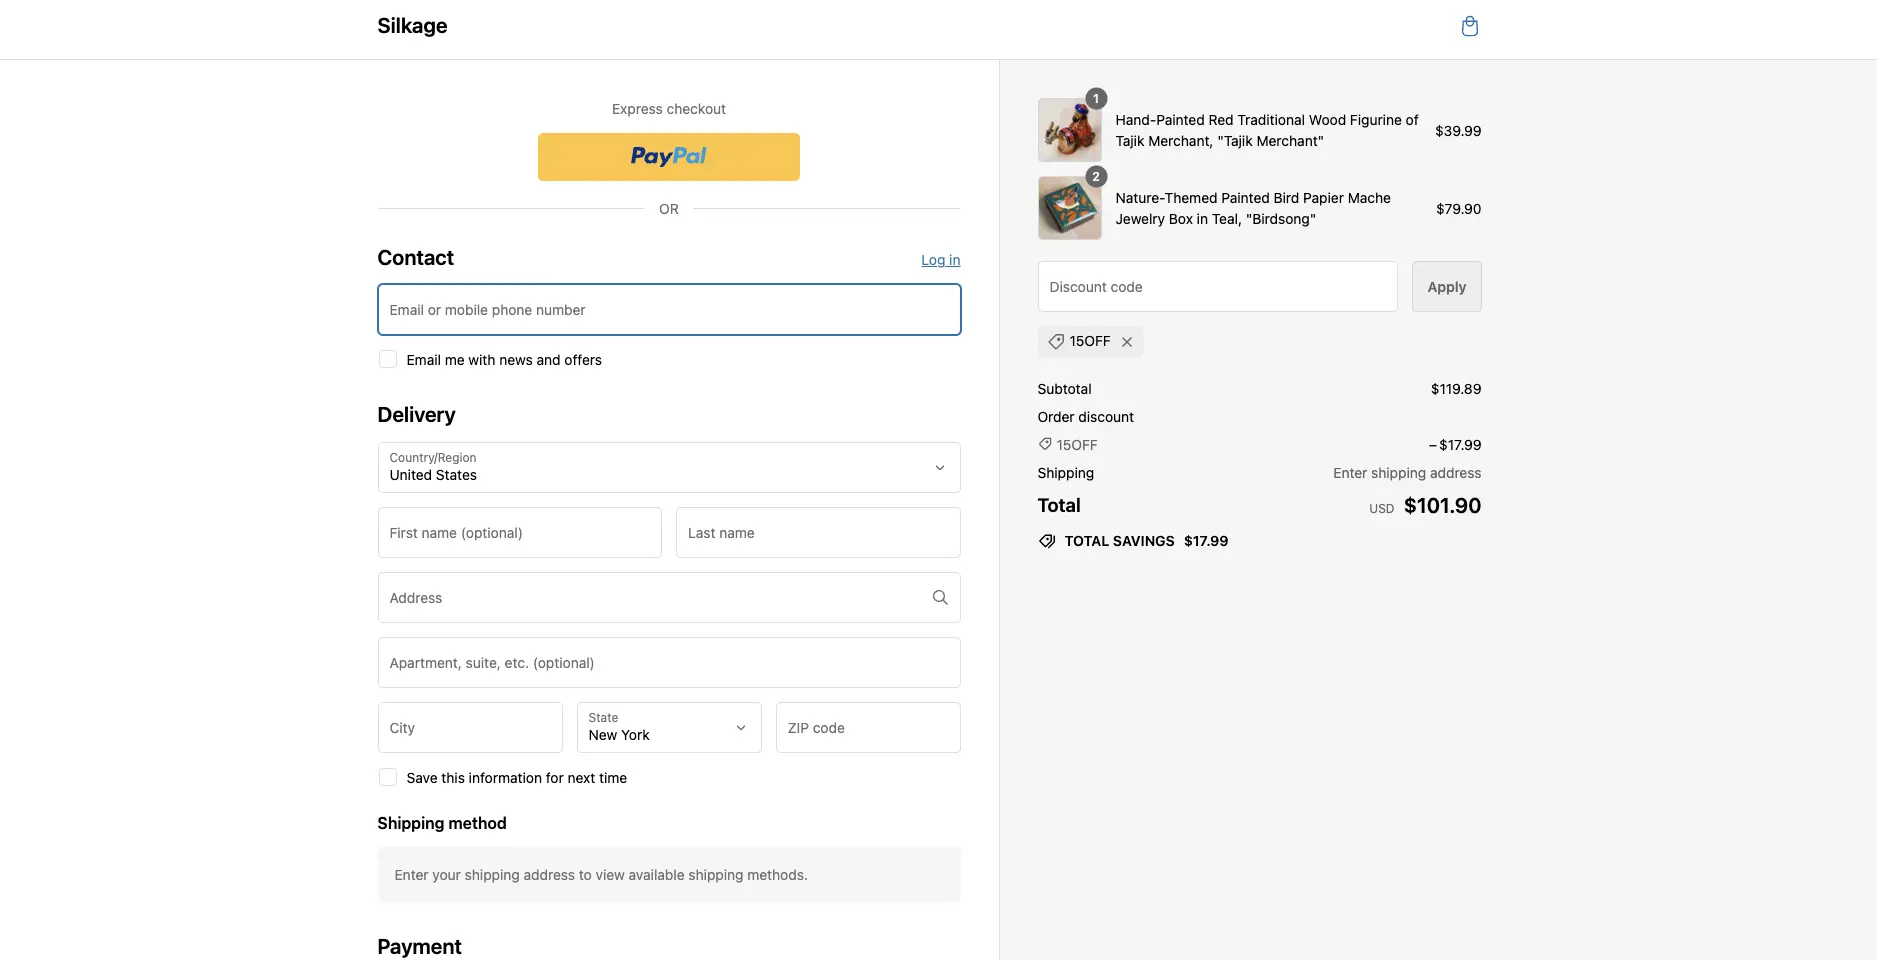 Silkage
Express checkout
PayPal
OR
Contact
Log in
Email or mobile phone number
Email me with news and offers
Delivery
Country/Region
United States
First name (optional)
Last name
Address
Apartment, suite, etc. (optional)
City
State
New York
ZIP code
Save this information for next time
Shipping method
Enter your shipping address to view available shipping methods.
Payment
1
Hand-Painted Red Traditional Wood Figurine of
Tajik Merchant, "Tajik Merchant"
$39.99
2
Nature-Themed Painted Bird Papier Mache
Jewelry Box in Teal, "Birdsong"
$79.90
Discount code
Apply
15OFF
Subtotal
$119.89
Order discount
15OFF
–$17.99
Shipping
Enter shipping address
Total
USD $101.90
TOTAL SAVINGS $17.99